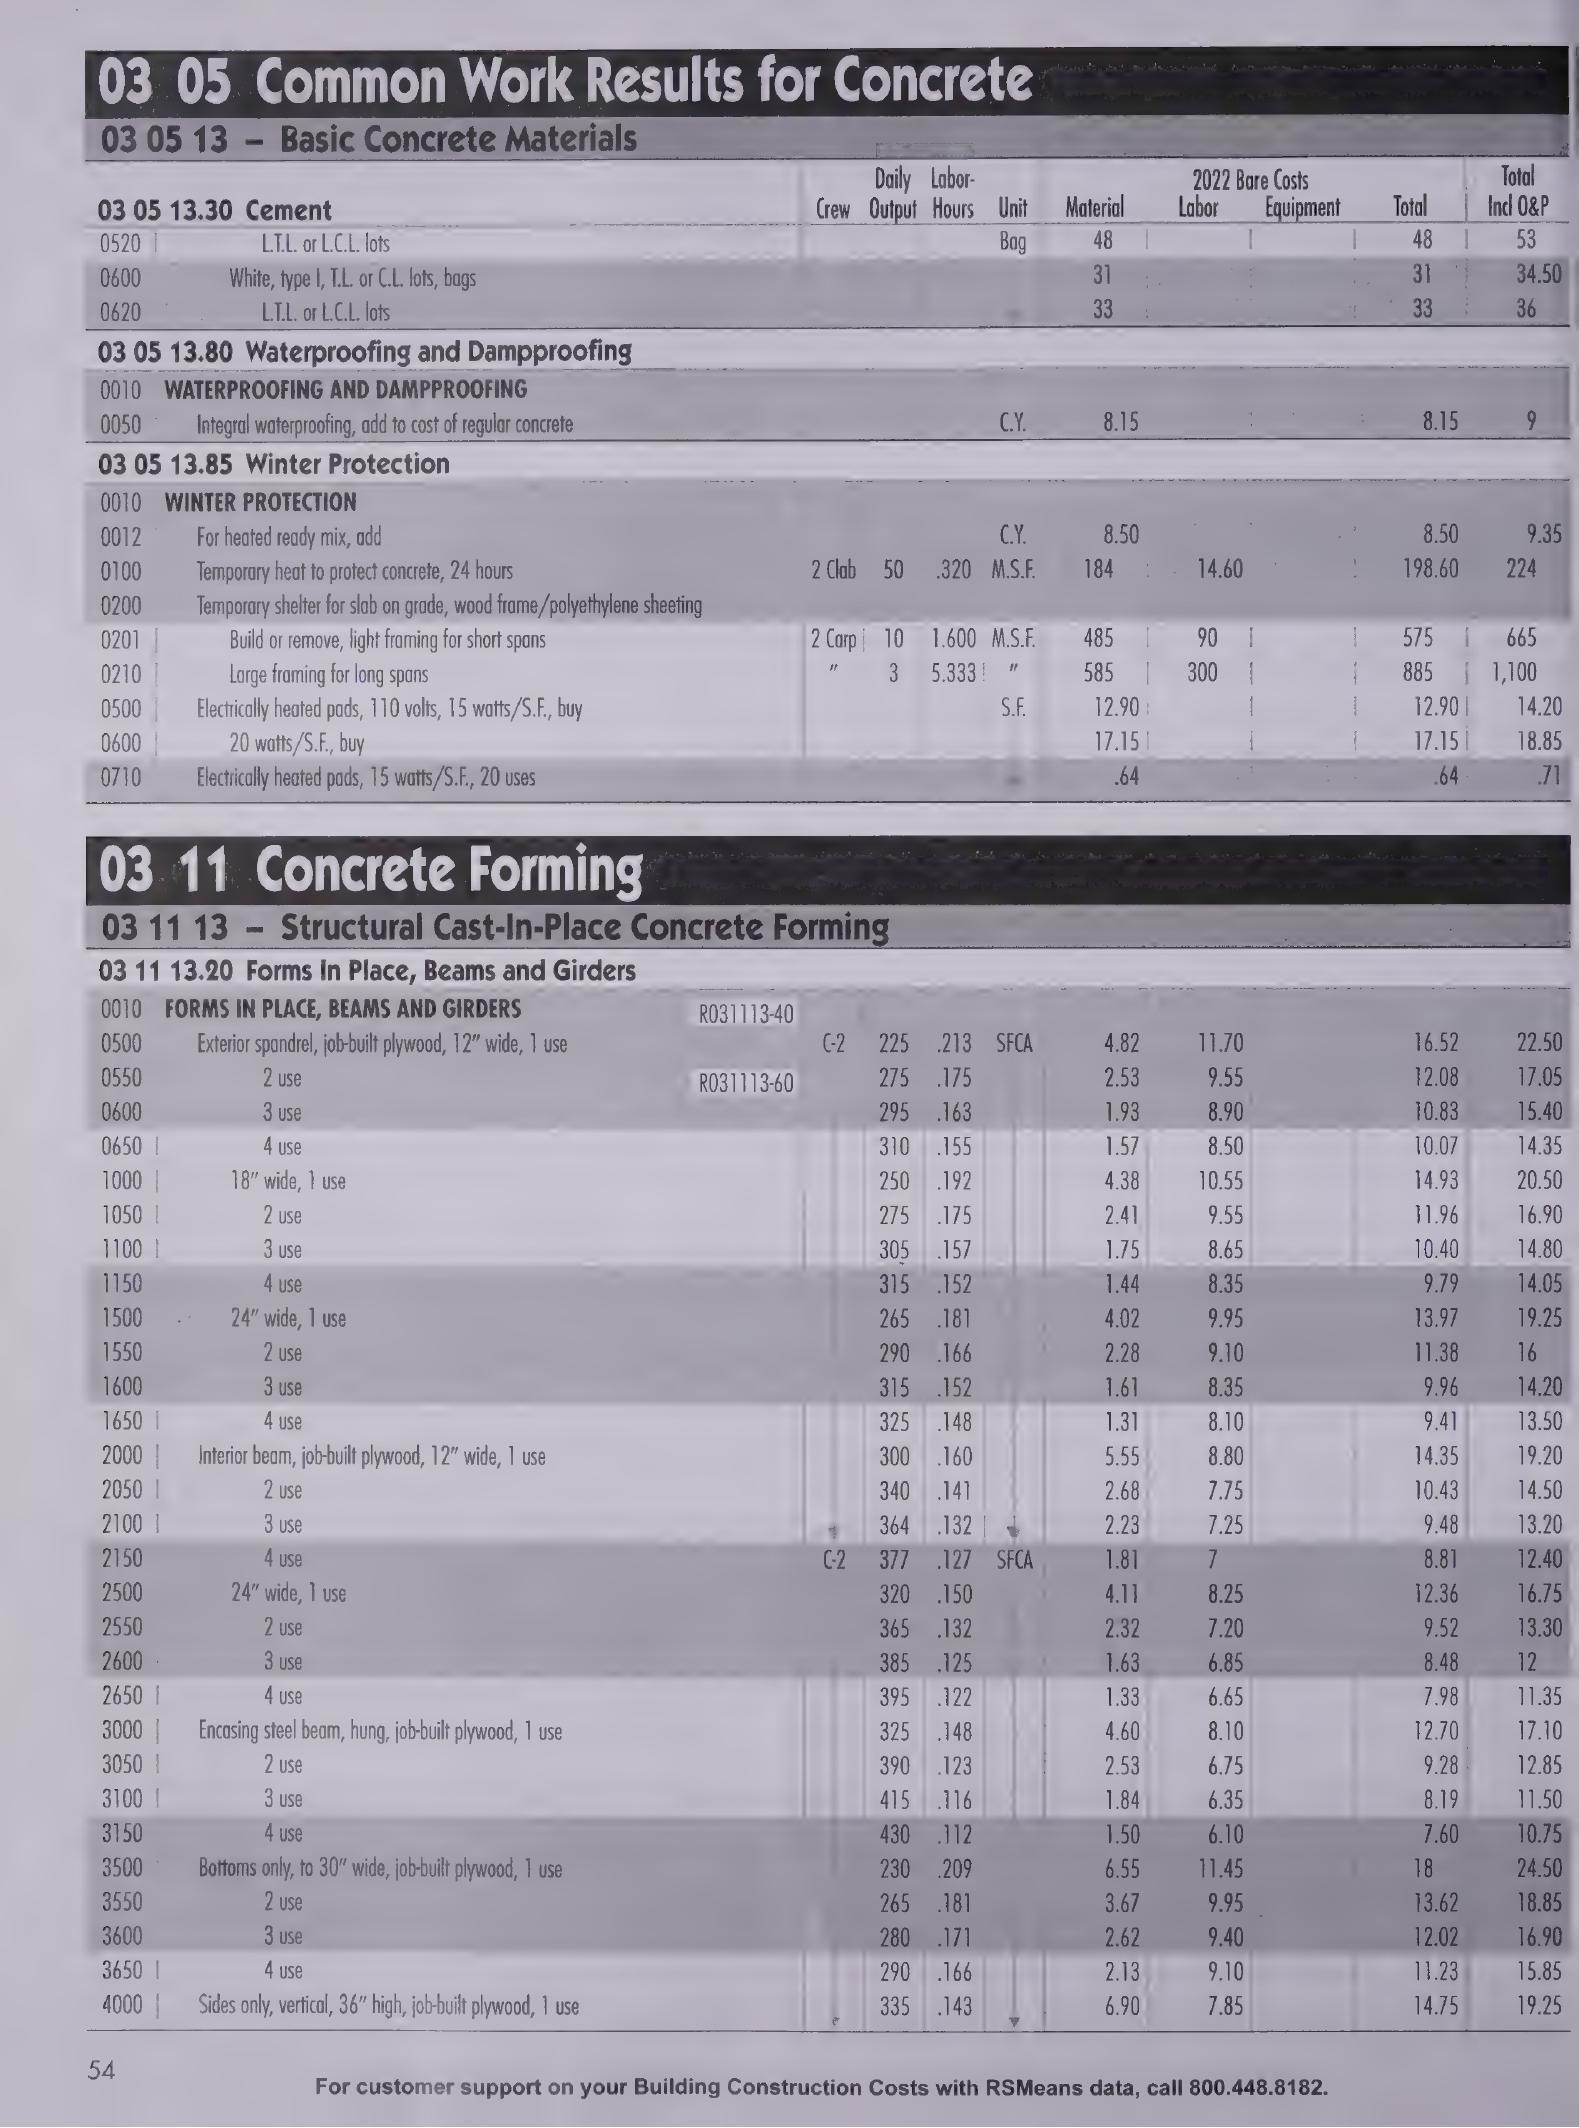 03 05 Common Work Results for Concrete
03 05 13 – Basic Concrete Materials
03 05 13.30 Cement Crew Daily Output Labor-Hours Unit Material 2022 Bare Costs Labor Equipment Total Total Incl O&P
0520 L.T.L. or L.C.L. lots Bag 48 48 53
0600 White, type I, T.L. or C.L. lots, bags 31 31 34.50
0620 L.T.L. or L.C.L. lots 33 33 36
03 05 13.80 Waterproofing and Dampproofing
0010 WATERPROOFING AND DAMPPROOFING
0050 Integral waterproofing, add to cost of regular concrete C.Y. 8.15 8.15 9
03 05 13.85 Winter Protection
0010 WINTER PROTECTION
0012 For heated ready mix, add C.Y. 8.50 8.50 9.35
0100 Temporary heat to protect concrete, 24 hours 2 Clab 50 .320 M.S.F. 184 14.60 198.60 224
0200 Temporary shelter for slab on grade, wood frame/polyethylene sheeting
0201 Build or remove, light framing for short spans 2 Carp 10 1.600 M.S.F. 485 90 575 665
0210 Large framing for long spans " 3 5.333 " 585 300 885 1,100
0500 Electrically heated pads, 110 volts, 15 watts/S.F., buy S.F. 12.90 12.90 14.20
0600 20 watts/S.F., buy 17.15 17.15 18.85
0710 Electrically heated pads, 15 watts/S.F., 20 uses .64 .64 .71
03 11 Concrete Forming
03 11 13 – Structural Cast-In-Place Concrete Forming
03 11 13.20 Forms In Place, Beams and Girders
0010 FORMS IN PLACE, BEAMS AND GIRDERS R031113-40
0500 Exterior spandrel, job-built plywood, 12" wide, 1 use C-2 225 .213 SFCA 4.82 11.70 16.52 22.50
0550 2 use R031113-60 275 .175 2.53 9.55 12.08 17.05
0600 3 use 295 .163 1.93 8.90 10.83 15.40
0650 4 use 310 .155 1.57 8.50 10.07 14.35
1000 18" wide, 1 use 250 .192 4.38 10.55 14.93 20.50
1050 2 use 275 .175 2.41 9.55 11.96 16.90
1100 3 use 305 .157 1.75 8.65 10.40 14.80
1150 4 use 315 .152 1.44 8.35 9.79 14.05
1500 24" wide, 1 use 265 .181 4.02 9.95 13.97 19.25
1550 2 use 290 .166 2.28 9.10 11.38 16
1600 3 use 315 .152 1.61 8.35 9.96 14.20
1650 4 use 325 .148 1.31 8.10 9.41 13.50
2000 Interior beam, job-built plywood, 12" wide, 1 use 300 .160 5.55 8.80 14.35 19.20
2050 2 use 340 .141 2.68 7.75 10.43 14.50
2100 3 use 364 .132 2.23 7.25 9.48 13.20
2150 4 use C-2 377 .127 SFCA 1.81 7 8.81 12.40
2500 24" wide, 1 use 320 .150 4.11 8.25 12.36 16.75
2550 2 use 365 .132 2.32 7.20 9.52 13.30
2600 3 use 385 .125 1.63 6.85 8.48 12
2650 4 use 395 .122 1.33 6.65 7.98 11.35
3000 Encasing steel beam, hung, job-built plywood, 1 use 325 .148 4.60 8.10 12.70 17.10
3050 2 use 390 .123 2.53 6.75 9.28 12.85
3100 3 use 415 .116 1.84 6.35 8.19 11.50
3150 4 use 430 .112 1.50 6.10 7.60 10.75
3500 Bottoms only, to 30" wide, job-built plywood, 1 use 230 .209 6.55 11.45 18 24.50
3550 2 use 265 .181 3.67 9.95 13.62 18.85
3600 3 use 280 .171 2.62 9.40 12.02 16.90
3650 4 use 290 .166 2.13 9.10 11.23 15.85
4000 Sides only, vertical, 36" high, job-built plywood, 1 use 335 .143 6.90 7.85 14.75 19.25
54
For customer support on your Building Construction Costs with RSMeans data, call 800.448.8182.